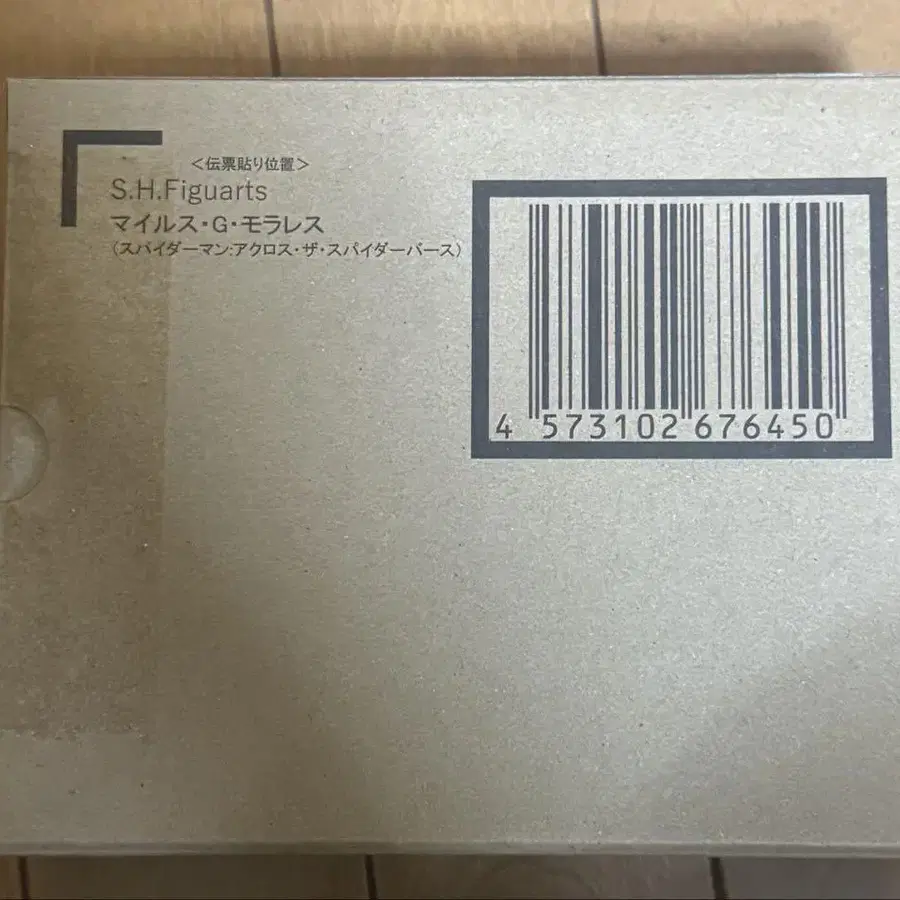 ＜伝票貼り位置＞
S.H.Figuarts
マイルス・G・モラレス
（スパイダーマン:アクロス・ザ・スパイダーバース）
4 573102 676450